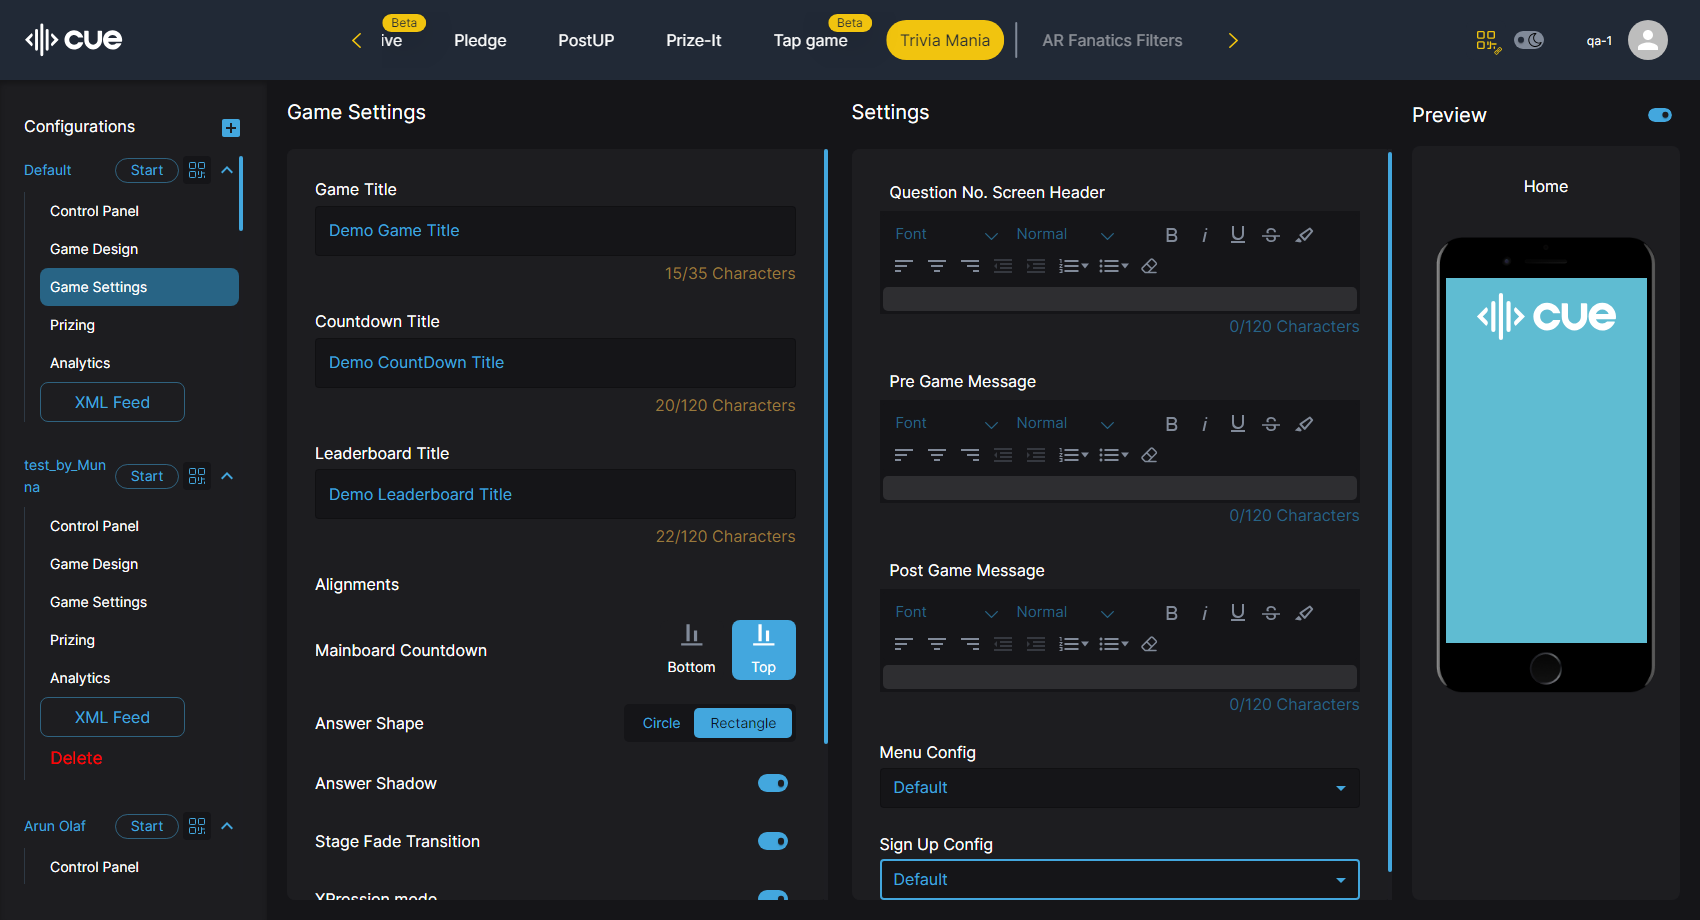 cue
Beta
ive
Pledge
PostUP
Prize-It
Beta
Tap game
Trivia Mania
AR Fanatics Filters
qa-1
Configurations
Default
Start
Control Panel
Game Design
Game Settings
Prizing
Analytics
XML Feed
test_by_Mun
na
Start
Control Panel
Game Design
Game Settings
Prizing
Analytics
XML Feed
Delete
Arun Olaf
Start
Control Panel
Game Settings
Game Title
Demo Game Title
15/35 Characters
Countdown Title
Demo CountDown Title
20/120 Characters
Leaderboard Title
Demo Leaderboard Title
22/120 Characters
Alignments
Mainboard Countdown
Bottom
Top
Answer Shape
Circle
Rectangle
Answer Shadow
Stage Fade Transition
XPression mode
Settings
Question No. Screen Header
Font
Normal
B
i
U
S
0/120 Characters
Pre Game Message
Font
Normal
B
i
U
S
0/120 Characters
Post Game Message
Font
Normal
B
i
U
S
0/120 Characters
Menu Config
Default
Sign Up Config
Default
Preview
Home
cue